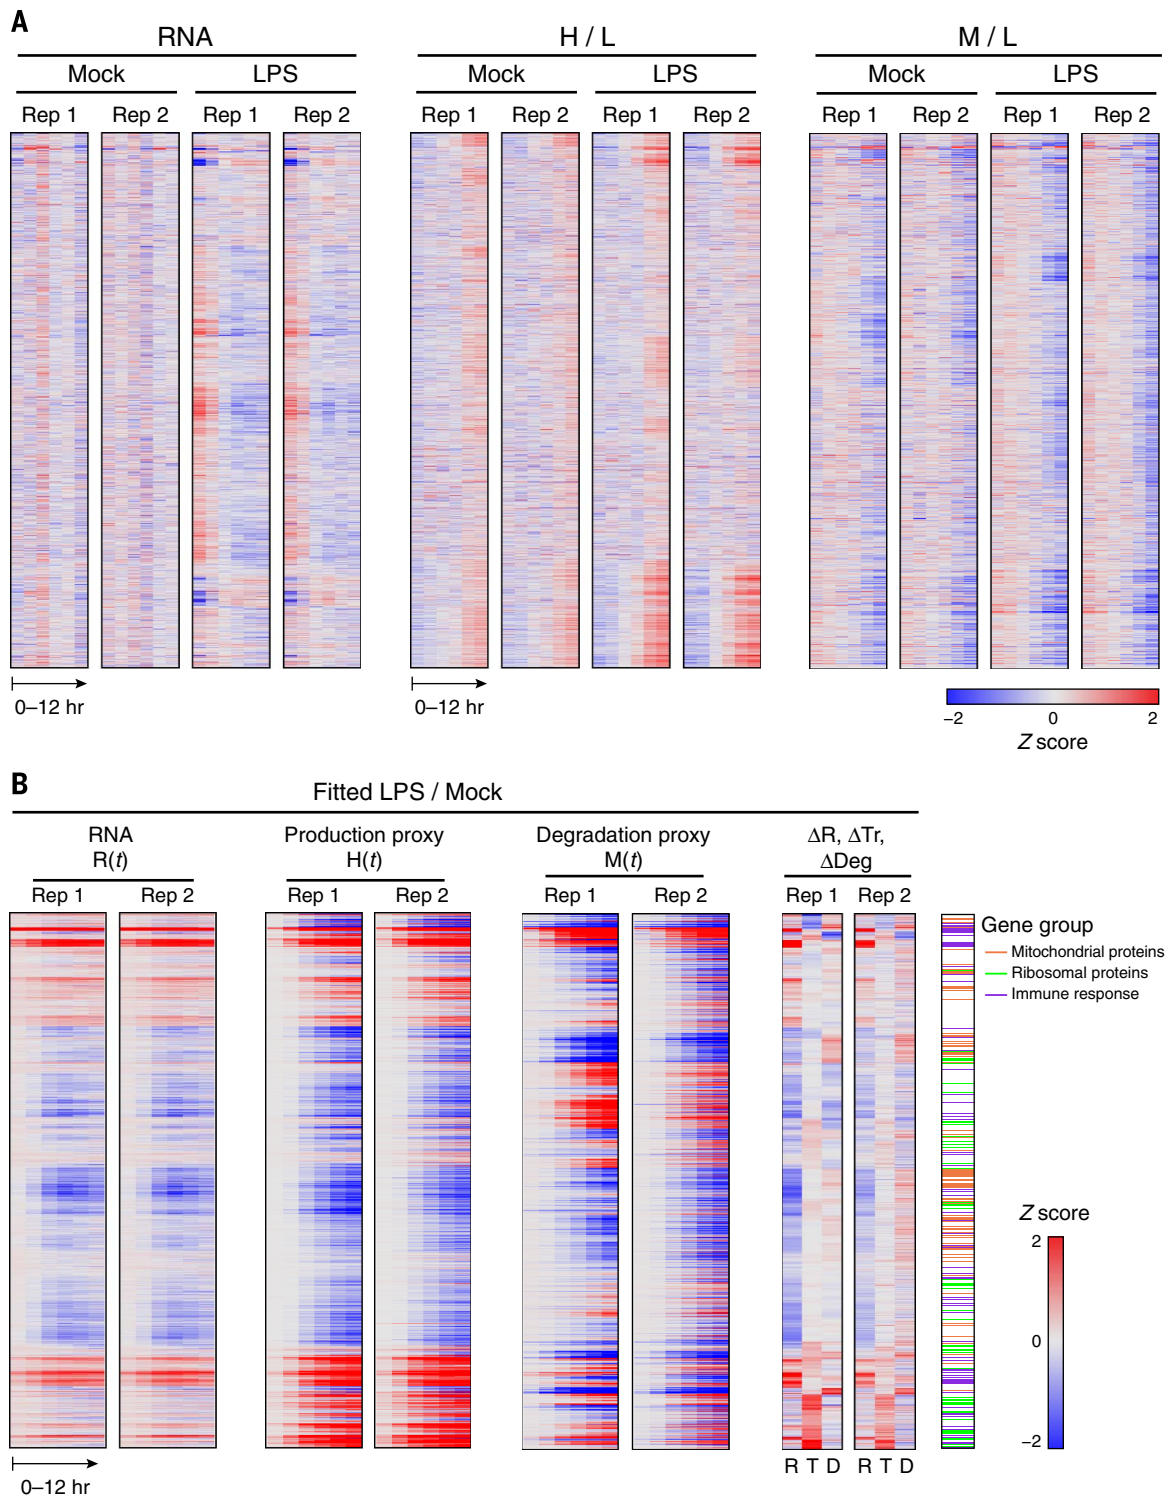 A
RNA H / L M / L
Mock LPS Mock LPS Mock LPS
Rep 1 Rep 2 Rep 1 Rep 2 Rep 1 Rep 2 Rep 1 Rep 2 Rep 1 Rep 2 Rep 1 Rep 2
0–12 hr 0–12 hr
−2 0 2
Z score
B
Fitted LPS / Mock
RNA Production proxy Degradation proxy ΔR, ΔTr,
R(t) H(t) M(t) ΔDeg
Rep 1 Rep 2 Rep 1 Rep 2 Rep 1 Rep 2 Rep 1 Rep 2
Gene group
Mitochondrial proteins
Ribosomal proteins
Immune response
Z score
2
0
−2
R T D R T D
0–12 hr